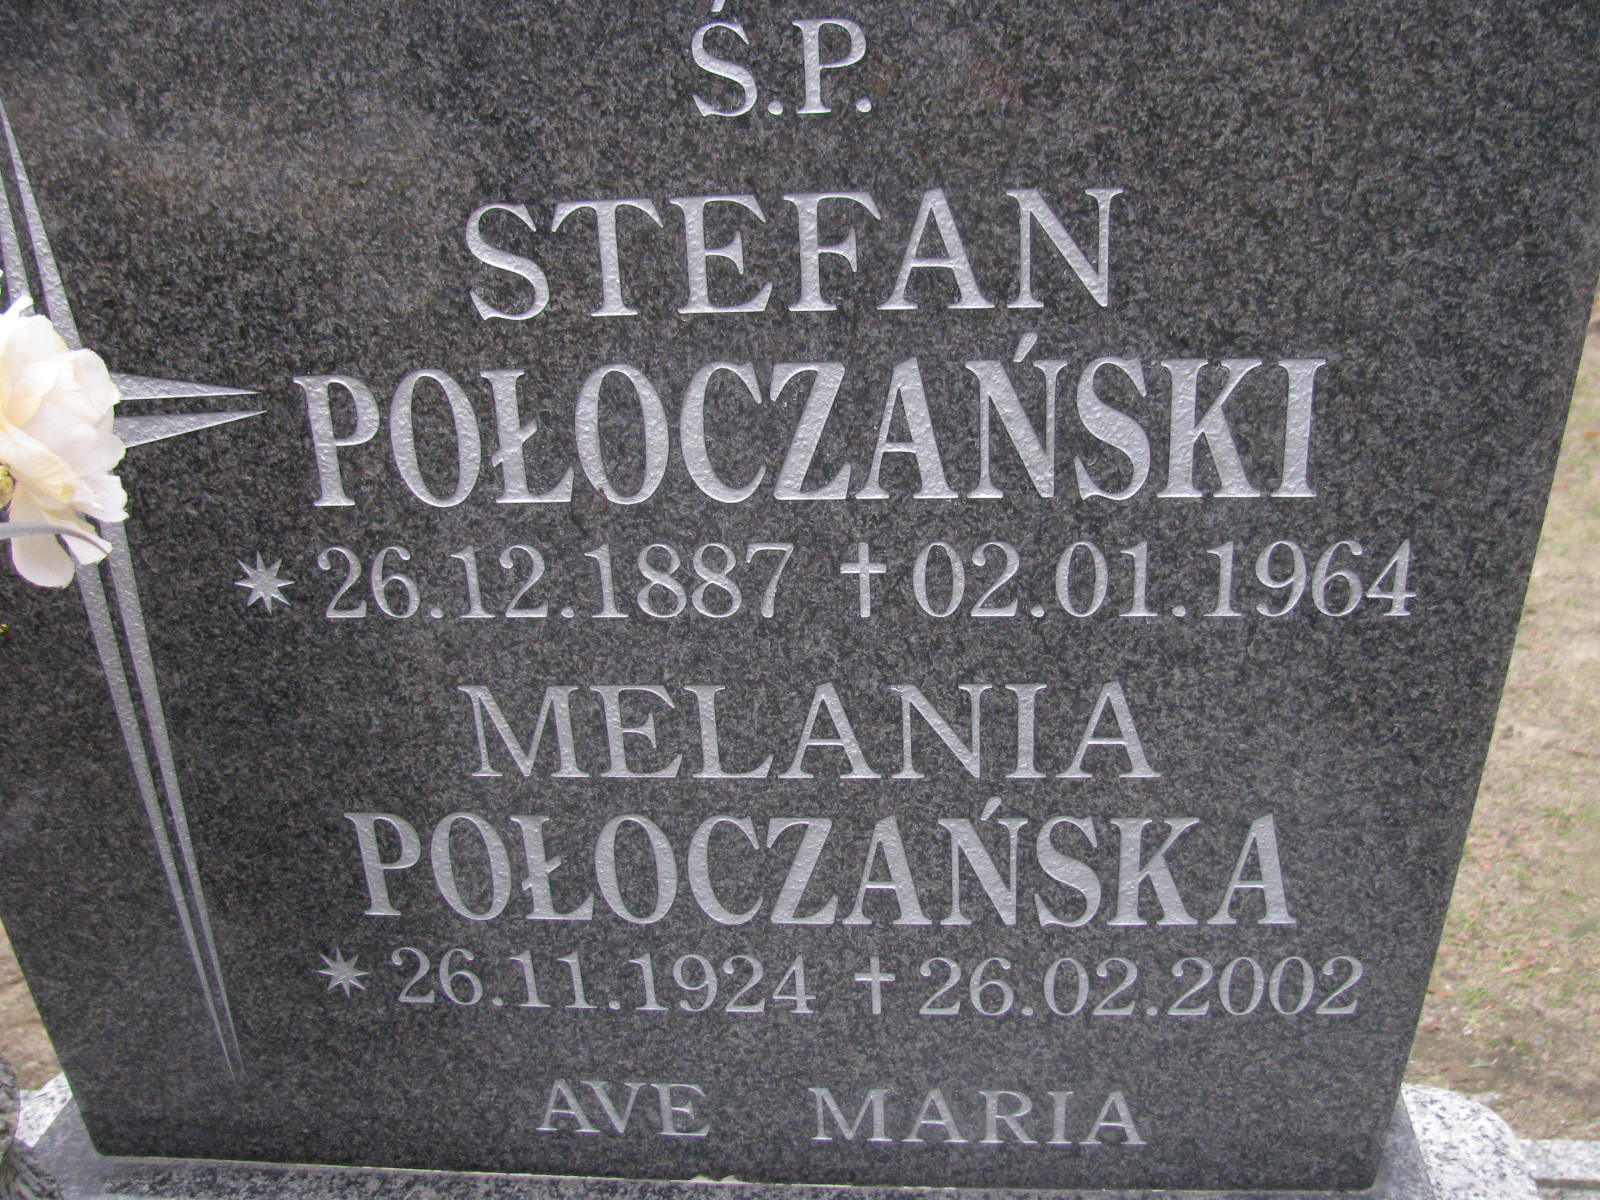 Ś.P.
STEFAN
POŁOCZAŃSKI
* 26.12.1887 † 02.01.1964
MELANIA
POŁOCZAŃSKA
* 26.11.1924 † 26.02.2002
AVE MARIA